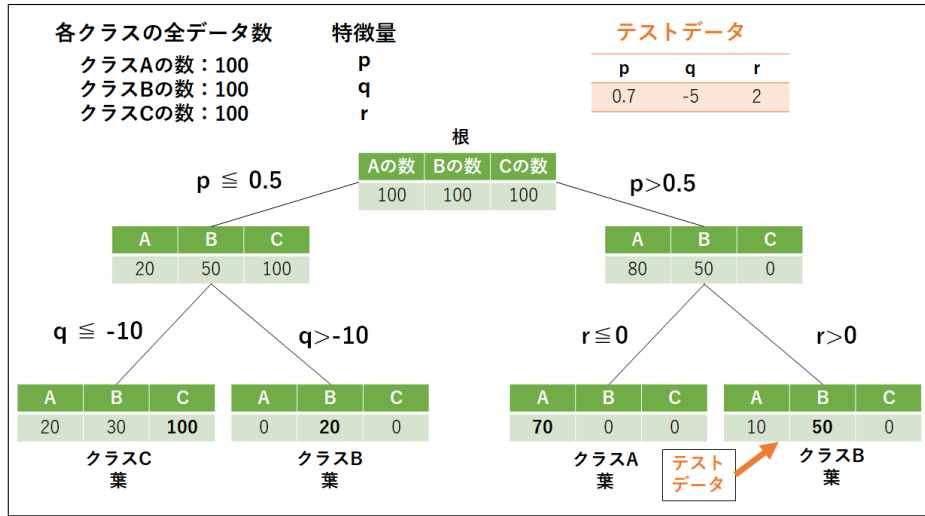 各クラスの全データ数 特徴量 テストデータ
クラスAの数：100 p
クラスBの数：100 q
クラスCの数：100 r
p q r
0.7 -5 2
根
Aの数 Bの数 Cの数
100 100 100
p ≦ 0.5 p>0.5
A B C
20 50 100
A B C
80 50 0
q ≦ -10 q>-10 r≦0 r>0
A B C
20 30 100
クラスC
葉
A B C
0 20 0
クラスB
葉
A B C
70 0 0
クラスA
葉
A B C
10 50 0
クラスB
葉
テスト
データ